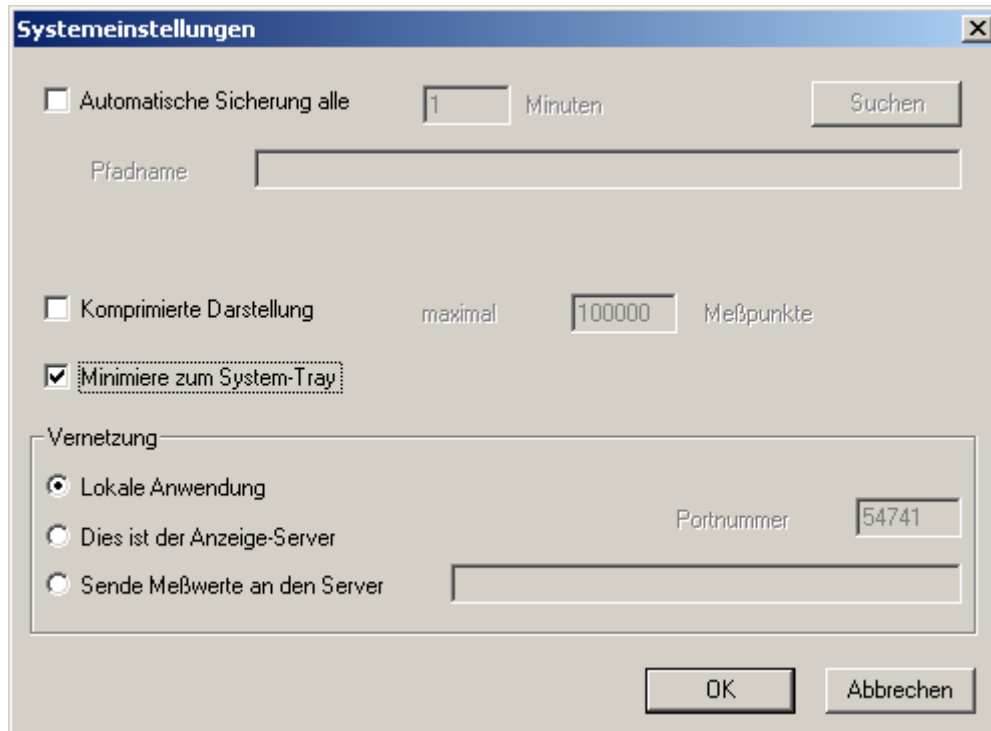 Systemeinstellungen
Automatische Sicherung alle 1 Minuten Suchen
Pfadname
Komprimierte Darstellung maximal 100000 Meßpunkte
Minimiere zum System-Tray
Vernetzung
Lokale Anwendung
Portnummer 54741
Dies ist der Anzeige-Server
Sende Meßwerte an den Server
OK Abbrechen